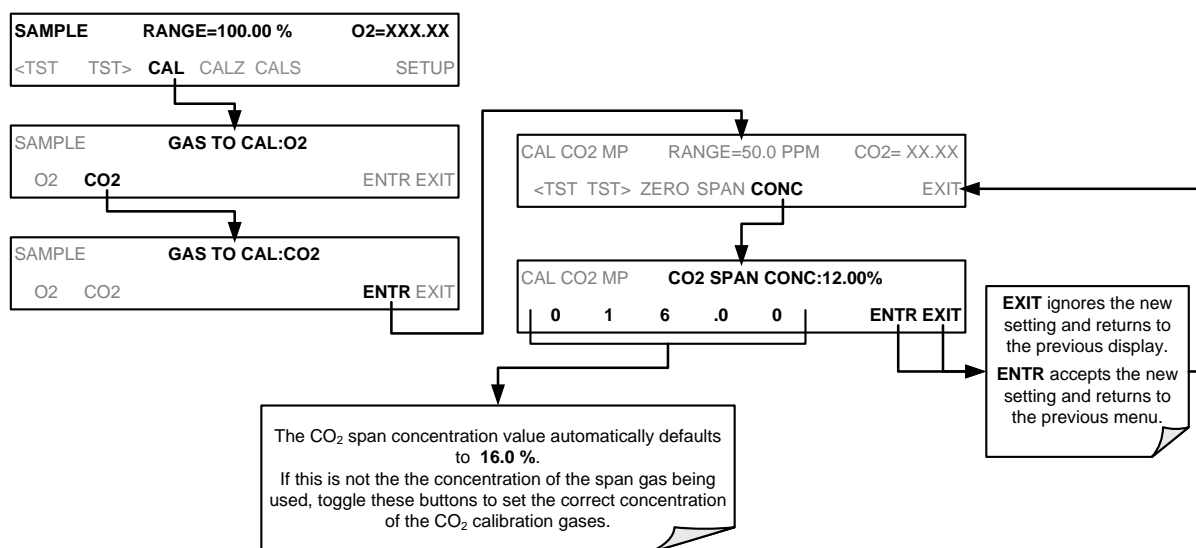 SAMPLE RANGE=100.00 % O2=XXX.XX
<TST TST> CAL CALZ CALS SETUP
SAMPLE GAS TO CAL:O2
O2 CO2 ENTR EXIT
SAMPLE GAS TO CAL:CO2
O2 CO2 ENTR EXIT
CAL CO2 MP RANGE=50.0 PPM CO2= XX.XX
<TST TST> ZERO SPAN CONC EXIT
CAL CO2 MP CO2 SPAN CONC:12.00%
0 1 6 .0 0 ENTR EXIT
EXIT ignores the new
setting and returns to
the previous display.
ENTR accepts the new
setting and returns to
the previous menu.
The CO₂ span concentration value automatically defaults
to 16.0 %.
If this is not the the concentration of the span gas being
used, toggle these buttons to set the correct concentration
of the CO₂ calibration gases.